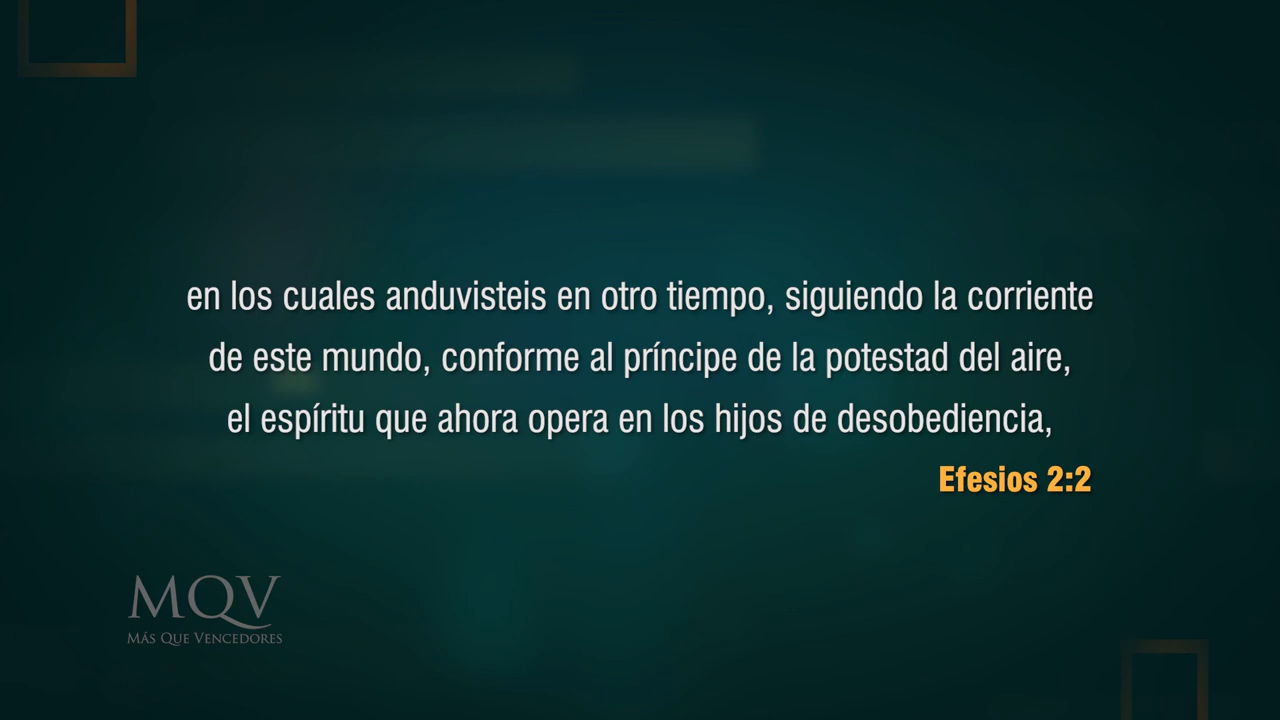 en los cuales anduvisteis en otro tiempo, siguiendo la corriente
de este mundo, conforme al príncipe de la potestad del aire,
el espíritu que ahora opera en los hijos de desobediencia,
Efesios 2:2
MQV
MÁS QUE VENCEDORES